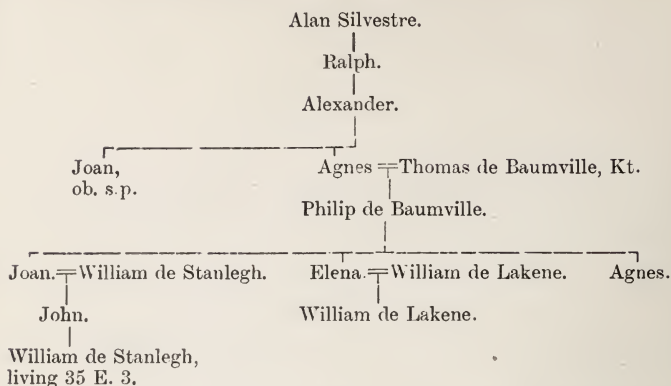 Alan Silvestre.
Ralph.
Alexander.
Joan,
ob. s.p.
Agnes Thomas de Baumville, Kt.
Philip de Baumville.
Joan. William de Stanlegh. Elena. William de Lakene. Agnes.
John. William de Lakene.
William de Stanlegh,
living 35 E. 3.